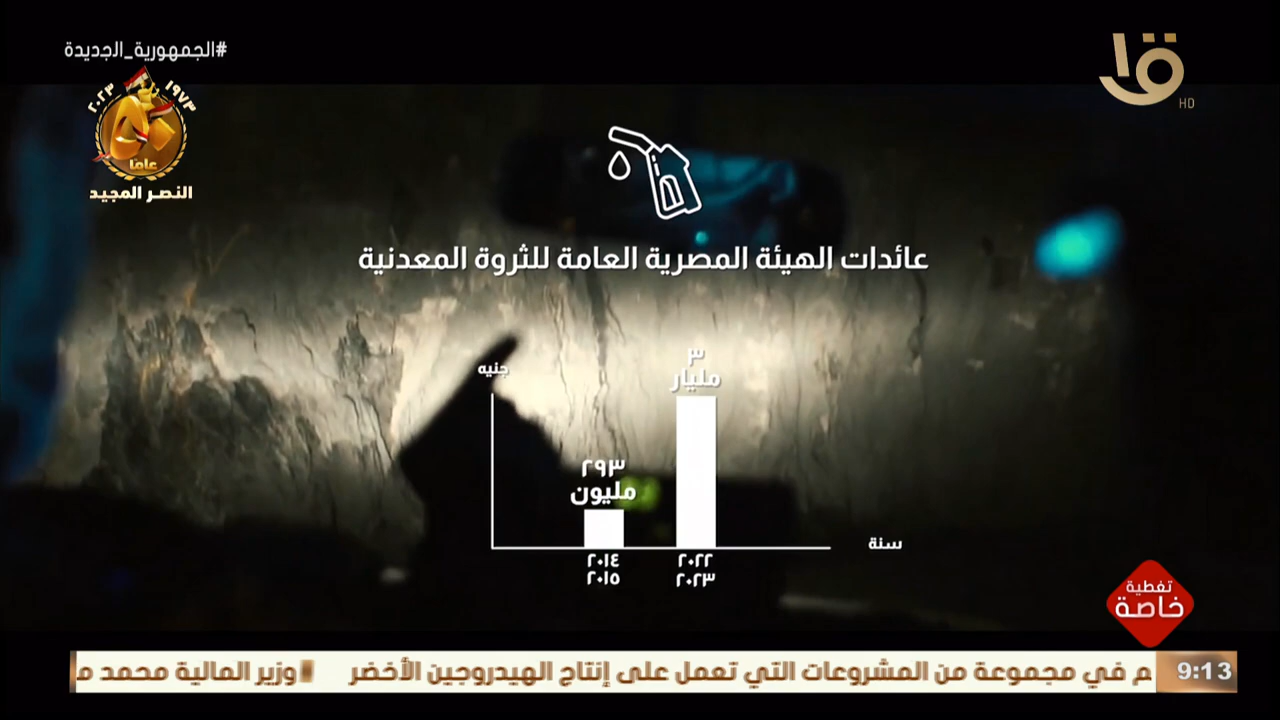 #الجمهورية_الجديدة
HD
١٩٧٣
٢٠٢٣
٥٠
عاما
النصر المجيد
عائدات الهيئة المصرية العامة للثروة المعدنية
جنيه
٣
مليار
٢٩٣
مليون
سنة
٢٠٢٢
٢٠٢٣
٢٠١٤
٢٠١٥
تغطية
خاصة
9:13
م في مجموعة من المشروعات التي تعمل على إنتاج الهيدروجين الأخضر
وزير المالية محمد م